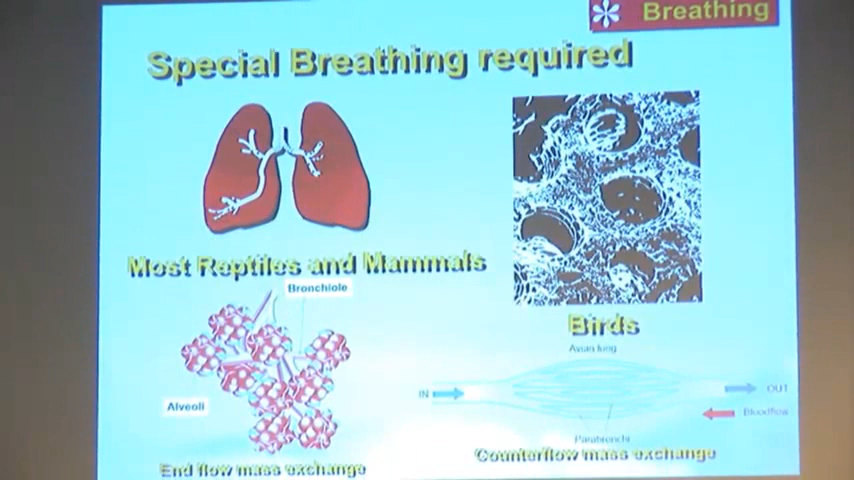 * Breathing
Special Breathing required
Most Reptiles and Mammals
Bronchiole
Birds
Avian lung
IN
OUT
Alveoli
Bloodflow
Parabronchi
Counterflow mass exchange
End flow mass exchange